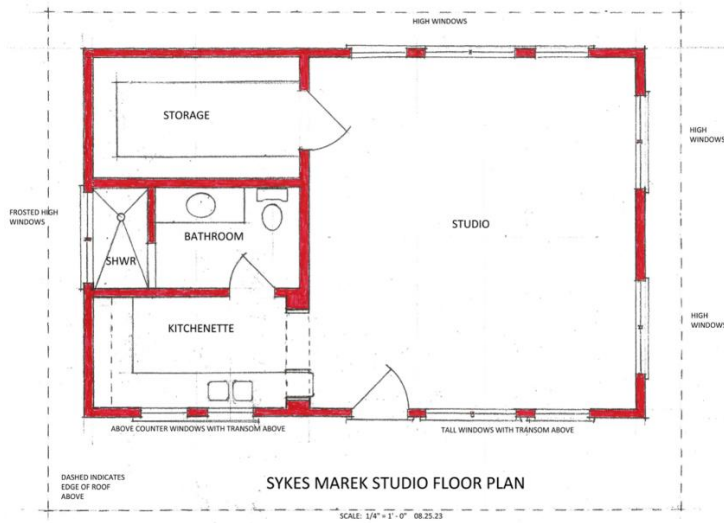 HIGH WINDOWS
STORAGE
HIGH
WINDOWS
FROSTED HIGH
WINDOWS
STUDIO
BATHROOM
SHWR
HIGH
WINDOWS
KITCHENETTE
ABOVE COUNTER WINDOWS WITH TRANSOM ABOVE
TALL WINDOWS WITH TRANSOM ABOVE
DASHED INDICATES
EDGE OF ROOF
ABOVE
SYKES MAREK STUDIO FLOOR PLAN
SCALE: 1/4" = 1' - 0" 08.25.23